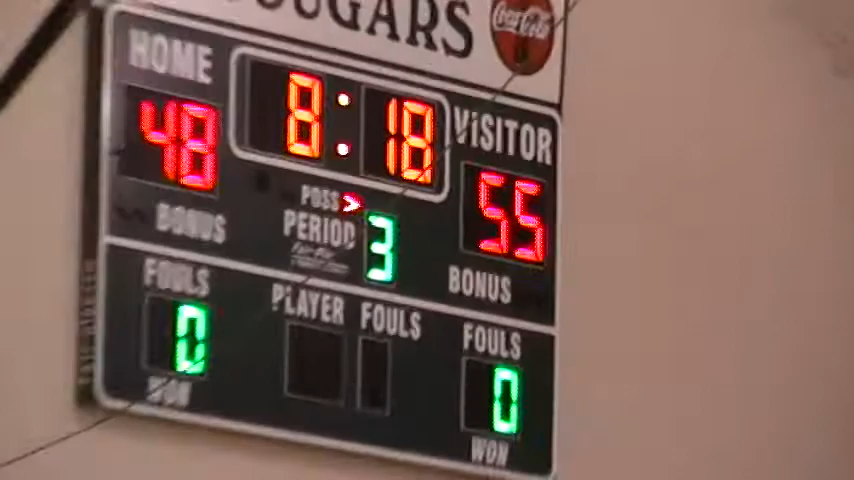 COUGARS
Coca-Cola
HOME
8:18
VISITOR
48
55
POSS >
PERIOD 3
BONUS
BONUS
FOULS
PLAYER FOULS
FOULS
0
0
WON
WON